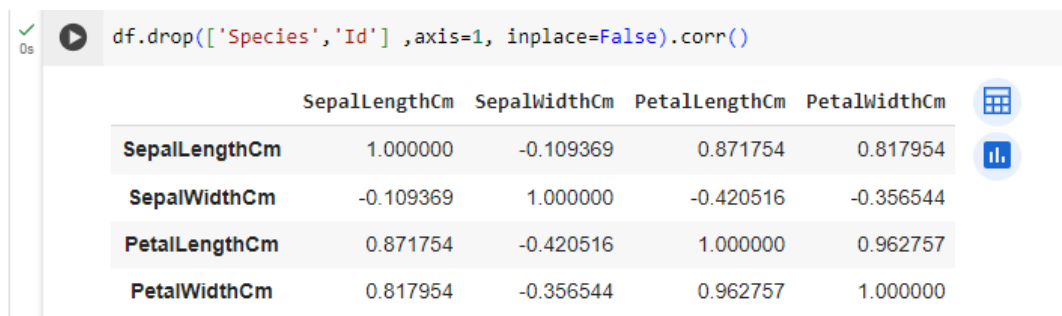 0s
df.drop(['Species','Id'] ,axis=1, inplace=False).corr()
SepalLengthCm SepalWidthCm PetalLengthCm PetalWidthCm
SepalLengthCm 1.000000 -0.109369 0.871754 0.817954
SepalWidthCm -0.109369 1.000000 -0.420516 -0.356544
PetalLengthCm 0.871754 -0.420516 1.000000 0.962757
PetalWidthCm 0.817954 -0.356544 0.962757 1.000000